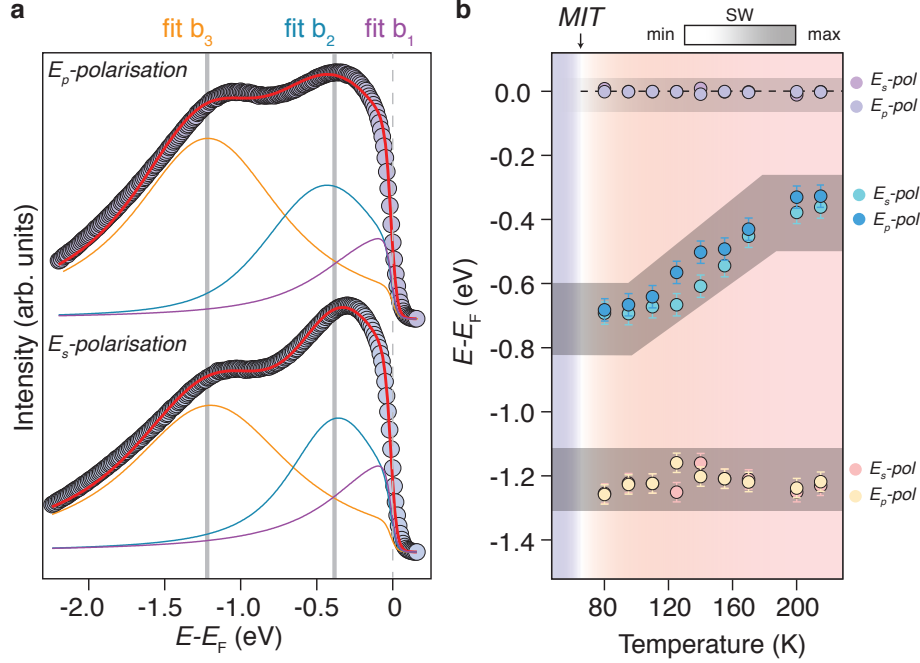 a
fit b3 fit b2 fit b1
Ep-polarisation
Es-polarisation
Intensity (arb. units)
-2.0 -1.5 -1.0 -0.5 0
E-EF (eV)
b
MIT
SW
min max
0.0
-0.2
-0.4
-0.6
-0.8
-1.0
-1.2
-1.4
E-EF (eV)
Es-pol
Ep-pol
Es-pol
Ep-pol
Es-pol
Ep-pol
80 120 160 200
Temperature (K)